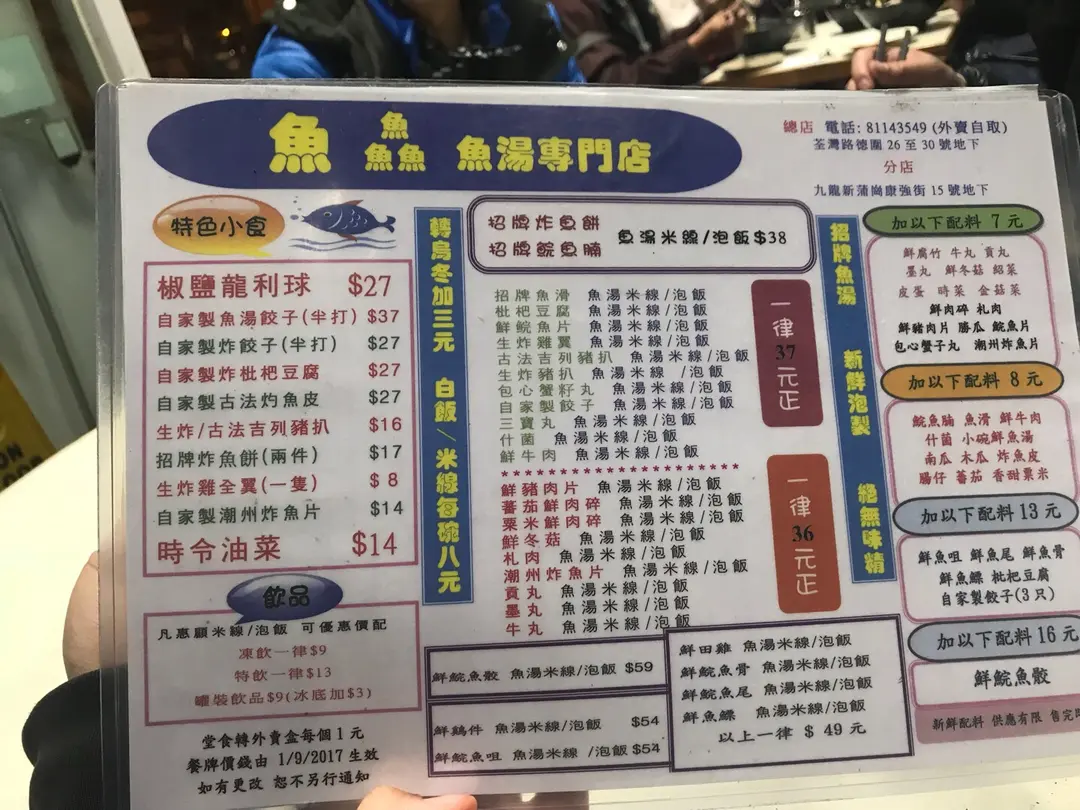 魚 魚魚魚 魚湯專門店
總店 電話: 81143549 (外賣自取)
荃灣路德圍 26 至 30 號地下
分店
九龍新蒲崗康強街 15 號地下
特色小食
椒鹽龍利球 $27
自家製魚湯餃子(半打) $37
自家製炸餃子(半打) $27
自家製炸枇杷豆腐 $27
自家製古法灼魚皮 $27
生炸/古法吉列豬扒 $16
招牌炸魚餅(兩件) $17
生炸雞全翼(一隻) $ 8
自家製潮州炸魚片 $14
時令油菜 $14
飲品
凡惠顧米線/泡飯 可優惠價配
凍飲一律$9
特飲一律$13
罐裝飲品$9(冰底加$3)
堂食轉外賣盒每個 1 元
餐牌價錢由 1/9/2017 生效
如有更改 恕不另行通知
轉烏冬加三元 白飯/米線每碗八元
招牌炸魚餅
招牌鯇魚腩 魚湯米線/泡飯$38
招牌魚滑 魚湯米線/泡飯
枇杷豆腐 魚湯米線/泡飯
鮮鯇魚片 魚湯米線/泡飯
生炸雞翼 魚湯米線/泡飯
古法吉列豬扒 魚湯米線/泡飯
生炸豬扒 魚湯米線 /泡飯
包心蟹籽丸 魚湯米線/泡飯
自家製餃子 魚湯米線/泡飯
三寶丸 魚湯米線/泡飯
什菌 魚湯米線/泡飯
鮮牛肉 魚湯米線/泡飯
一律37元正
鮮豬肉片 魚湯米線/泡飯
蕃茄鮮肉碎 魚湯米線/泡飯
粟米鮮肉碎 魚湯米線/泡飯
鮮冬菇 魚湯米線/泡飯
札肉 魚湯米線/泡飯
潮州炸魚片 魚湯米線/泡飯
貢丸 魚湯米線/泡飯
墨丸 魚湯米線/泡飯
牛丸 魚湯米線/泡飯
一律36元正
鮮鯇魚骹 魚湯米線/泡飯 $59
鮮鷄件 魚湯米線/泡飯 $54
鮮鯇魚咀 魚湯米線 /泡飯 $54
鮮田雞 魚湯米線/泡飯
鮮鯇魚骨 魚湯米線/泡飯
鮮鯇魚尾 魚湯米線/泡飯
鮮魚鰾 魚湯米線/泡飯
以上一律 $ 49 元
招牌魚湯 新鮮泡製 絕無味精
加以下配料 7 元
鮮腐竹 牛丸 貢丸
墨丸 鮮冬菇 紹菜
皮蛋 時菜 金菇菜
鮮肉碎 札肉
鮮豬肉片 勝瓜 鯇魚片
包心蟹子丸 潮州炸魚片
加以下配料 8 元
鯇魚腩 魚滑 鮮牛肉
什菌 小碗鮮魚湯
南瓜 木瓜 炸魚皮
腸仔 蕃茄 香甜粟米
加以下配料 13 元
鮮魚咀 鮮魚尾 鮮魚骨
鮮魚鰾 枇杷豆腐
自家製餃子(3 只)
加以下配料 16 元
鮮鯇魚骹
新鮮配料 供應有限 售完即